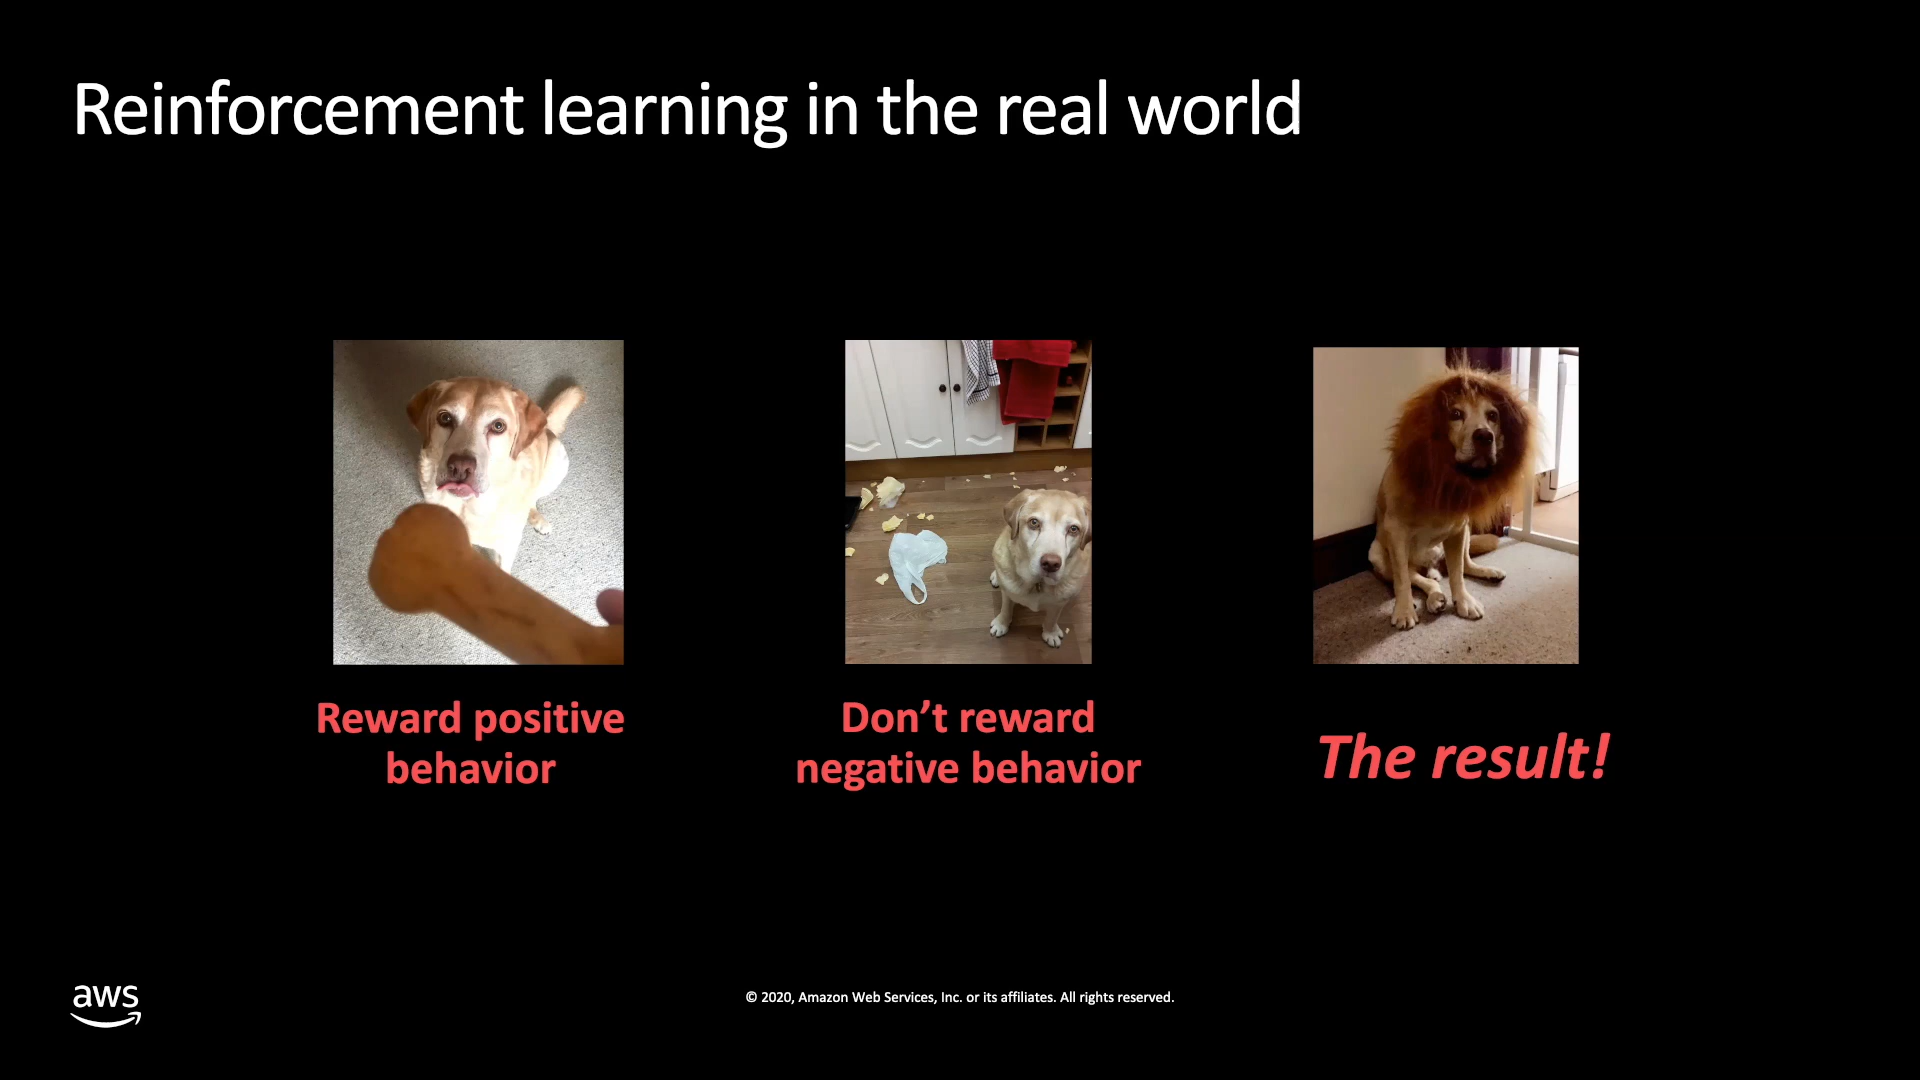 Reinforcement learning in the real world
Reward positive
behavior
Don’t reward
negative behavior
The result!
aws
© 2020, Amazon Web Services, Inc. or its affiliates. All rights reserved.